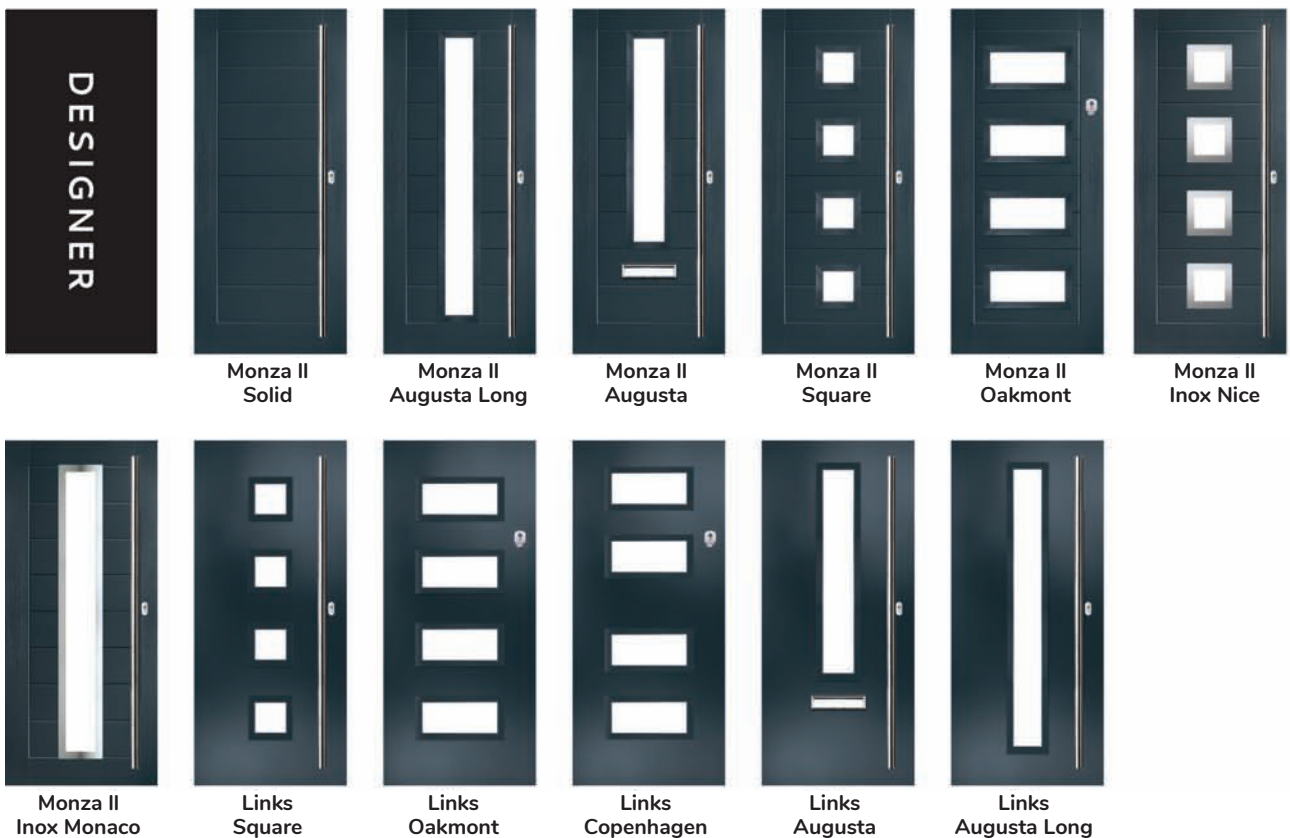 DESIGNER
Monza II
Solid
Monza II
Augusta Long
Monza II
Augusta
Monza II
Square
Monza II
Oakmont
Monza II
Inox Nice
Monza II
Inox Monaco
Links
Square
Links
Oakmont
Links
Copenhagen
Links
Augusta
Links
Augusta Long